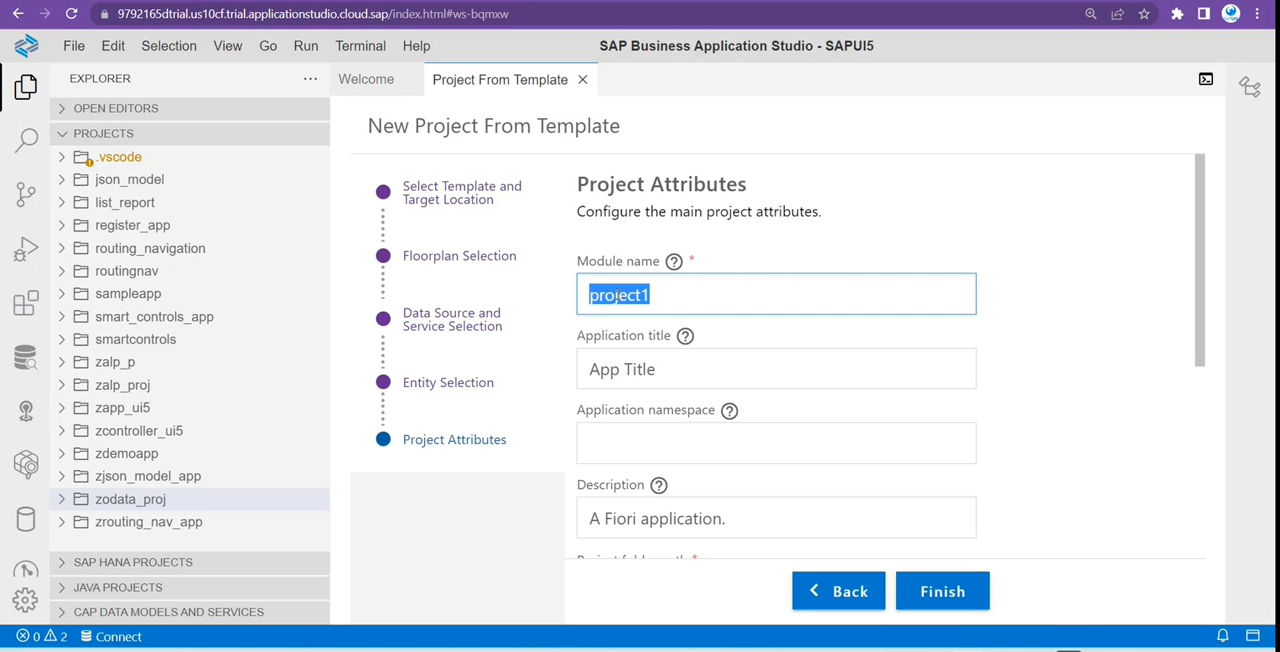 9792165dtrial.us10cf.trial.applicationstudio.cloud.sap/index.html#ws-bqmxw
File Edit Selection View Go Run Terminal Help SAP Business Application Studio - SAPUI5
EXPLORER
Welcome
Project From Template
OPEN EDITORS
PROJECTS
.vscode
json_model
list_report
register_app
routing_navigation
routingnav
sampleapp
smart_controls_app
smartcontrols
zalp_p
zalp_proj
zapp_ui5
zcontroller_ui5
zdemoapp
zjson_model_app
zodata_proj
zrouting_nav_app
SAP HANA PROJECTS
JAVA PROJECTS
CAP DATA MODELS AND SERVICES
New Project From Template
Select Template and
Target Location
Floorplan Selection
Data Source and
Service Selection
Entity Selection
Project Attributes
Project Attributes
Configure the main project attributes.
Module name ? *
project1
Application title ?
App Title
Application namespace ?
Description ?
A Fiori application.
Back
Finish
0 2 Connect